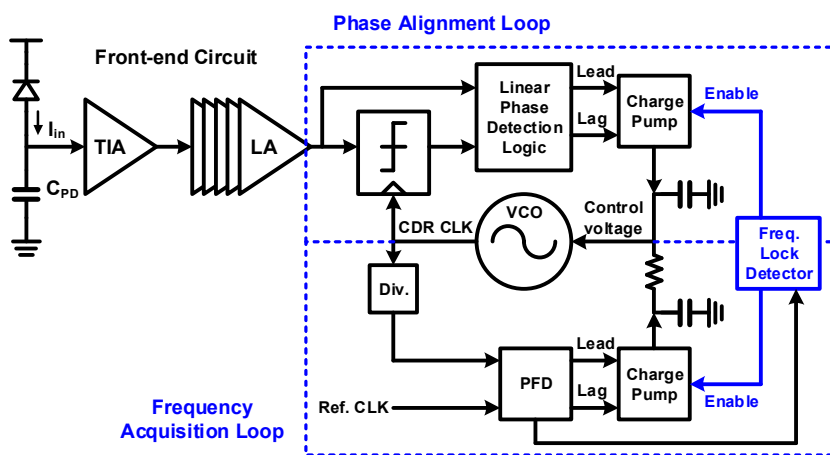 Phase Alignment Loop
Front-end Circuit
Iin
TIA
LA
CPD
Linear
Phase
Detection
Logic
Lead
Lag
Charge
Pump
Enable
CDR CLK
VCO
Control
voltage
Freq.
Lock
Detector
Div.
PFD
Lead
Lag
Charge
Pump
Enable
Ref. CLK
Frequency
Acquisition Loop